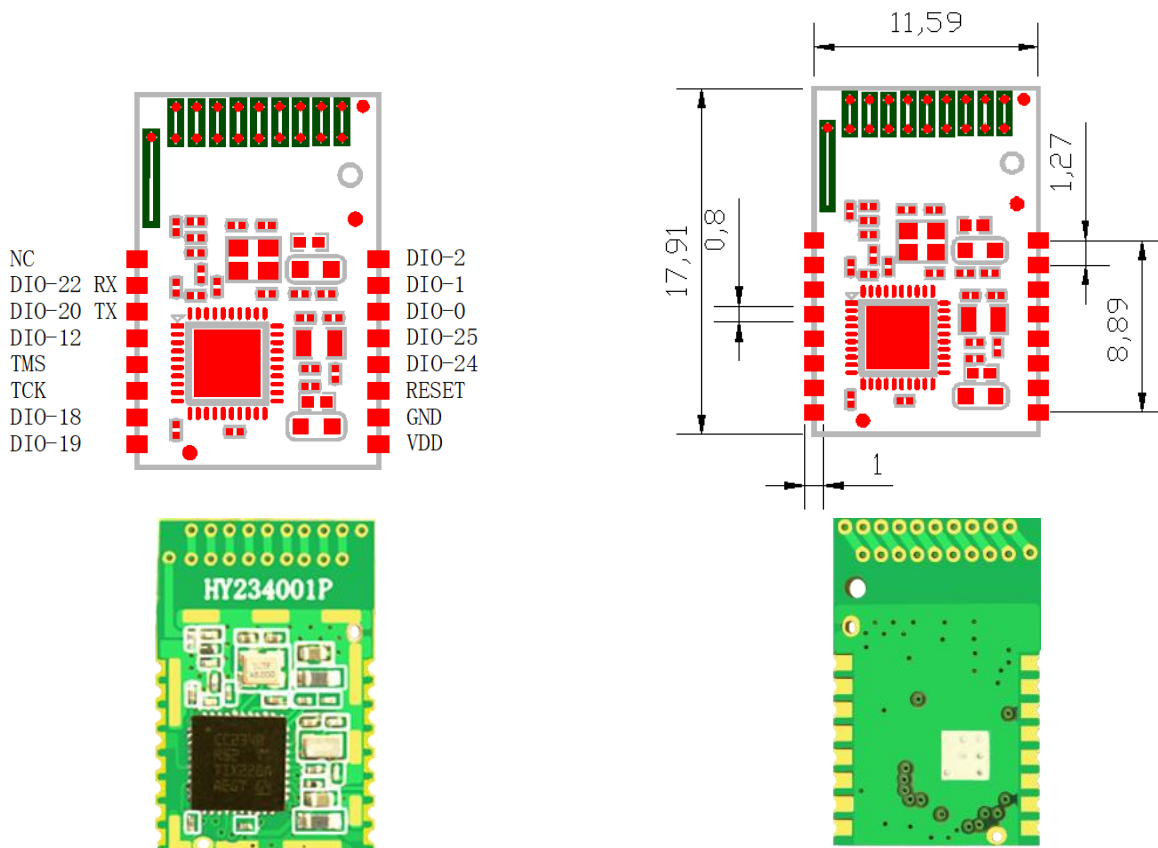 11,59
NC
DIO-22 RX
DIO-20 TX
DIO-12
TMS
TCK
DIO-18
DIO-19
DIO-2
DIO-1
DIO-0
DIO-25
DIO-24
RESET
GND
VDD
17,91
0,8
1,27
8,89
1
HY234001P
CC2340